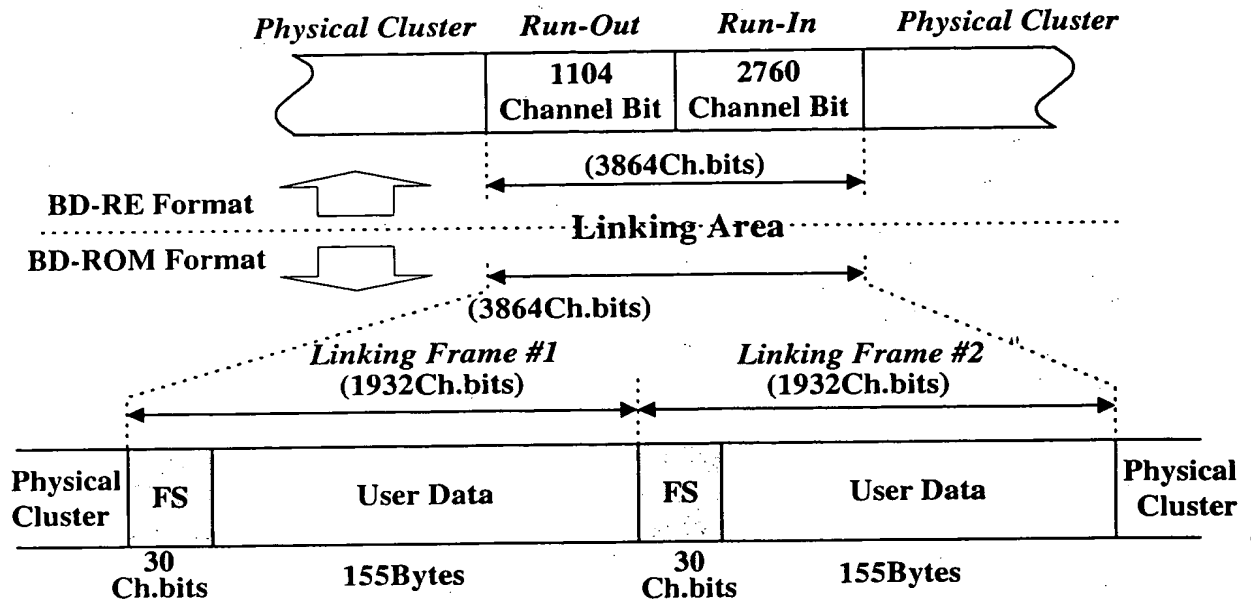 Physical Cluster Run-Out Run-In Physical Cluster
1104 Channel Bit
2760 Channel Bit
(3864Ch.bits)
BD-RE Format
Linking Area
BD-ROM Format
(3864Ch.bits)
Linking Frame #1
(1932Ch.bits)
Linking Frame #2
(1932Ch.bits)
Physical Cluster
FS
User Data
FS
User Data
Physical Cluster
30 Ch.bits
155Bytes
30 Ch.bits
155Bytes